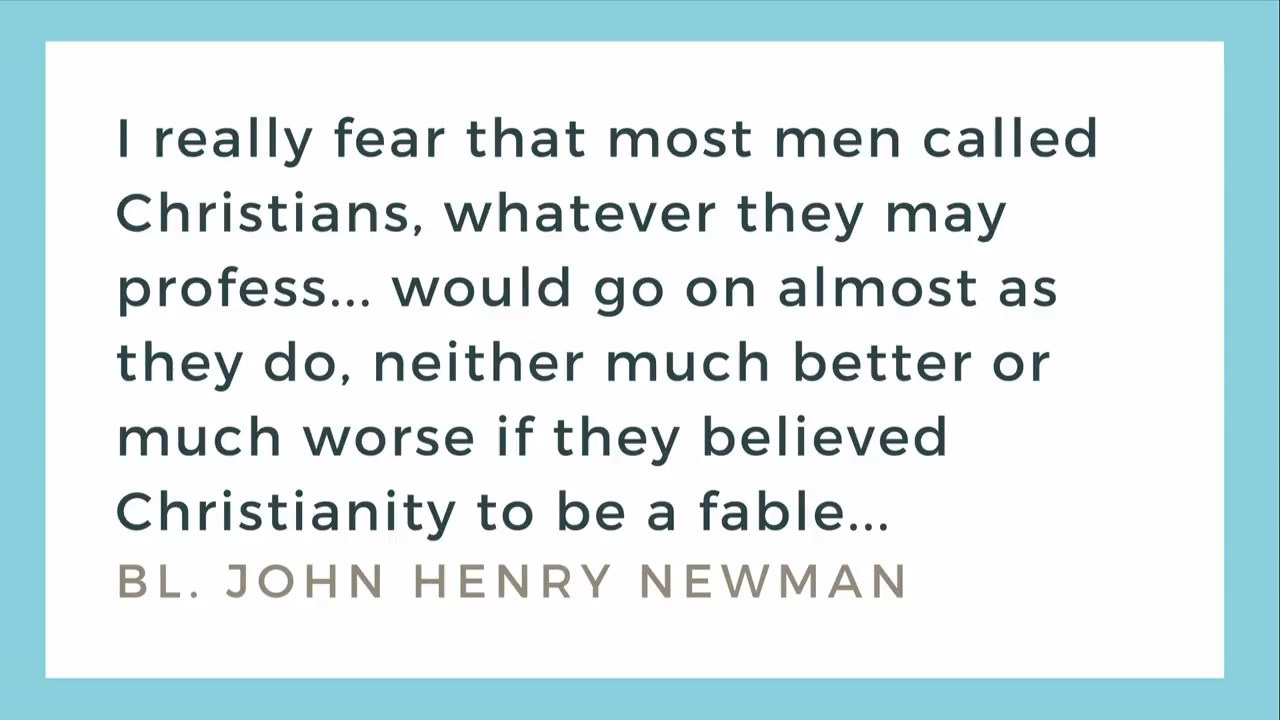 I really fear that most men called
Christians, whatever they may
profess... would go on almost as
they do, neither much better or
much worse if they believed
Christianity to be a fable...
BL. JOHN HENRY NEWMAN